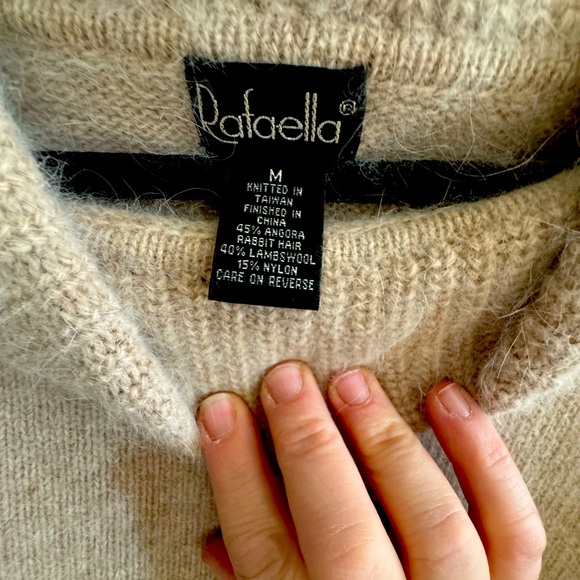 Rafaella®
M
KNITTED IN
TAIWAN
FINISHED IN
CHINA
45% ANGORA
RABBIT HAIR
40% LAMBSWOOL
15% NYLON
CARE ON REVERSE